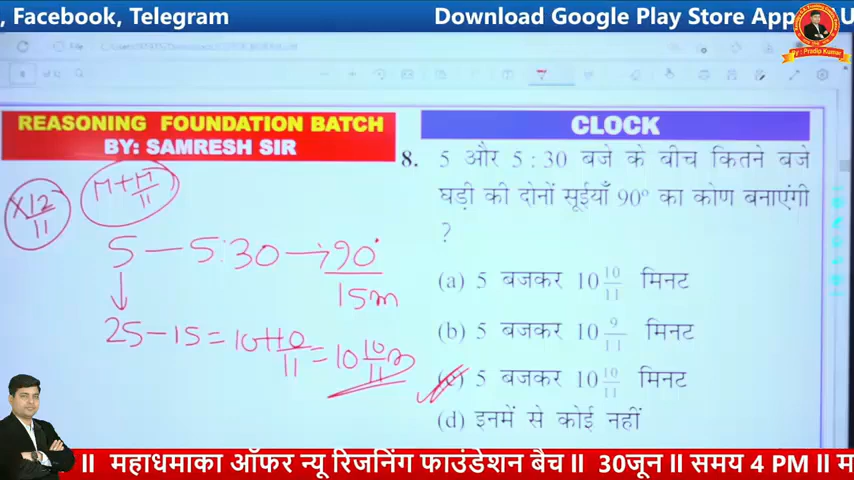 , Facebook, Telegram
Download Google Play Store App
By : Pradip Kumar
REASONING FOUNDATION BATCH
BY: SAMRESH SIR
CLOCK
8. 5 और 5 : 30 बजे के बीच कितने बजे
घड़ी की दोनों सूईयाँ 90° का कोण बनाएंगी
?
(a) 5 बजकर 10 10/11 मिनट
(b) 5 बजकर 10 9/11 मिनट
(c) 5 बजकर 10 10/11 मिनट
(d) इनमें से कोई नहीं
×12/11
M+M/11
5 – 5:30 → 90°
15m
25 – 15 = 10+10/11 = 10 10/11 m
॥ महाधमाका ऑफर न्यू रिजनिंग फाउंडेशन बैच ॥ 30जून ॥ समय 4 PM ॥ म